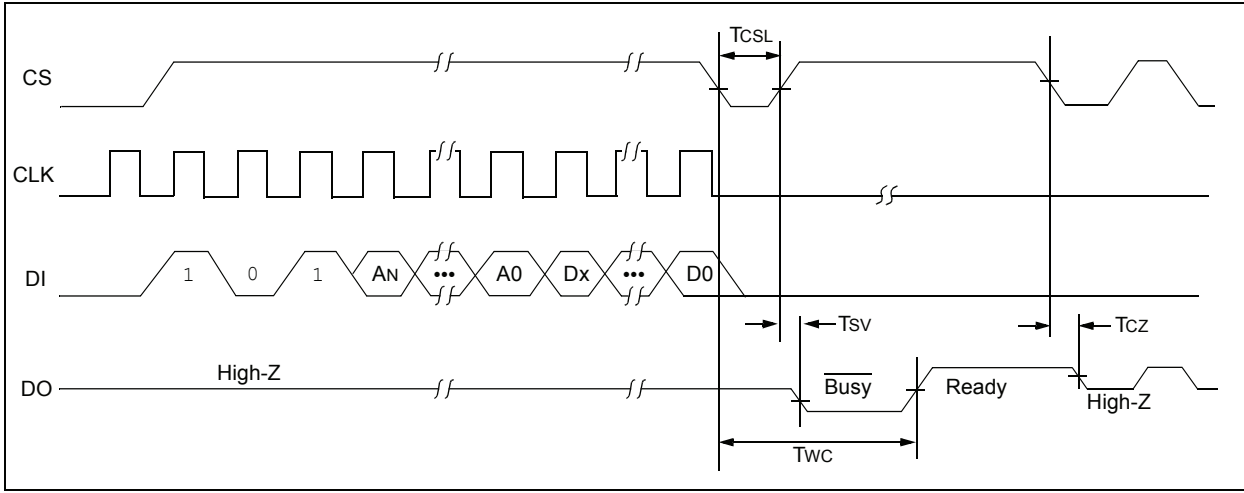 TCSL
CS
CLK
DI
1 0 1 AN ••• A0 Dx ••• D0
TSV
TCZ
DO
High-Z
Busy
Ready
High-Z
TWC